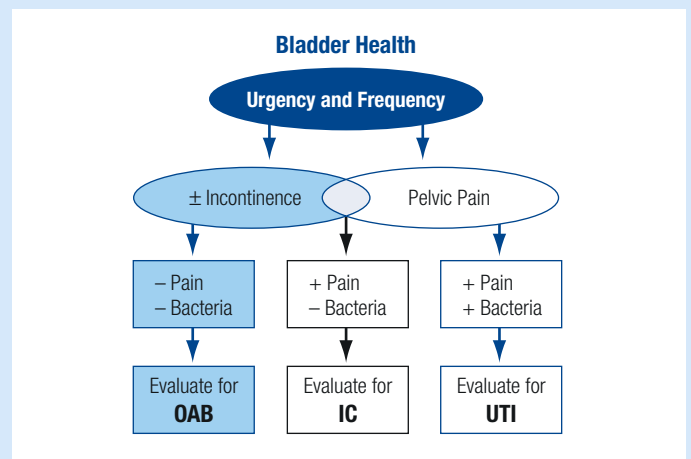 Bladder Health
Urgency and Frequency
± Incontinence
Pelvic Pain
– Pain
– Bacteria
+ Pain
– Bacteria
+ Pain
+ Bacteria
Evaluate for
OAB
Evaluate for
IC
Evaluate for
UTI